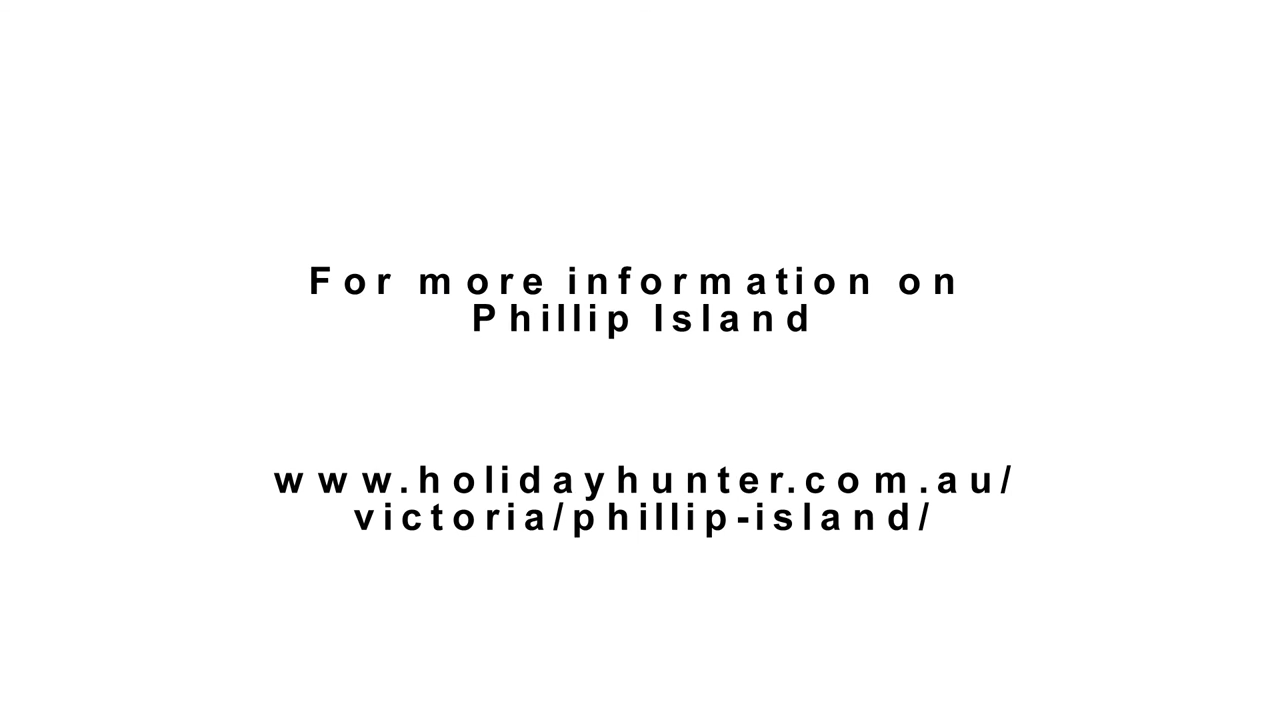 For more information on
Phillip Island
www.holidayhunter.com.au/
victoria/phillip-island/